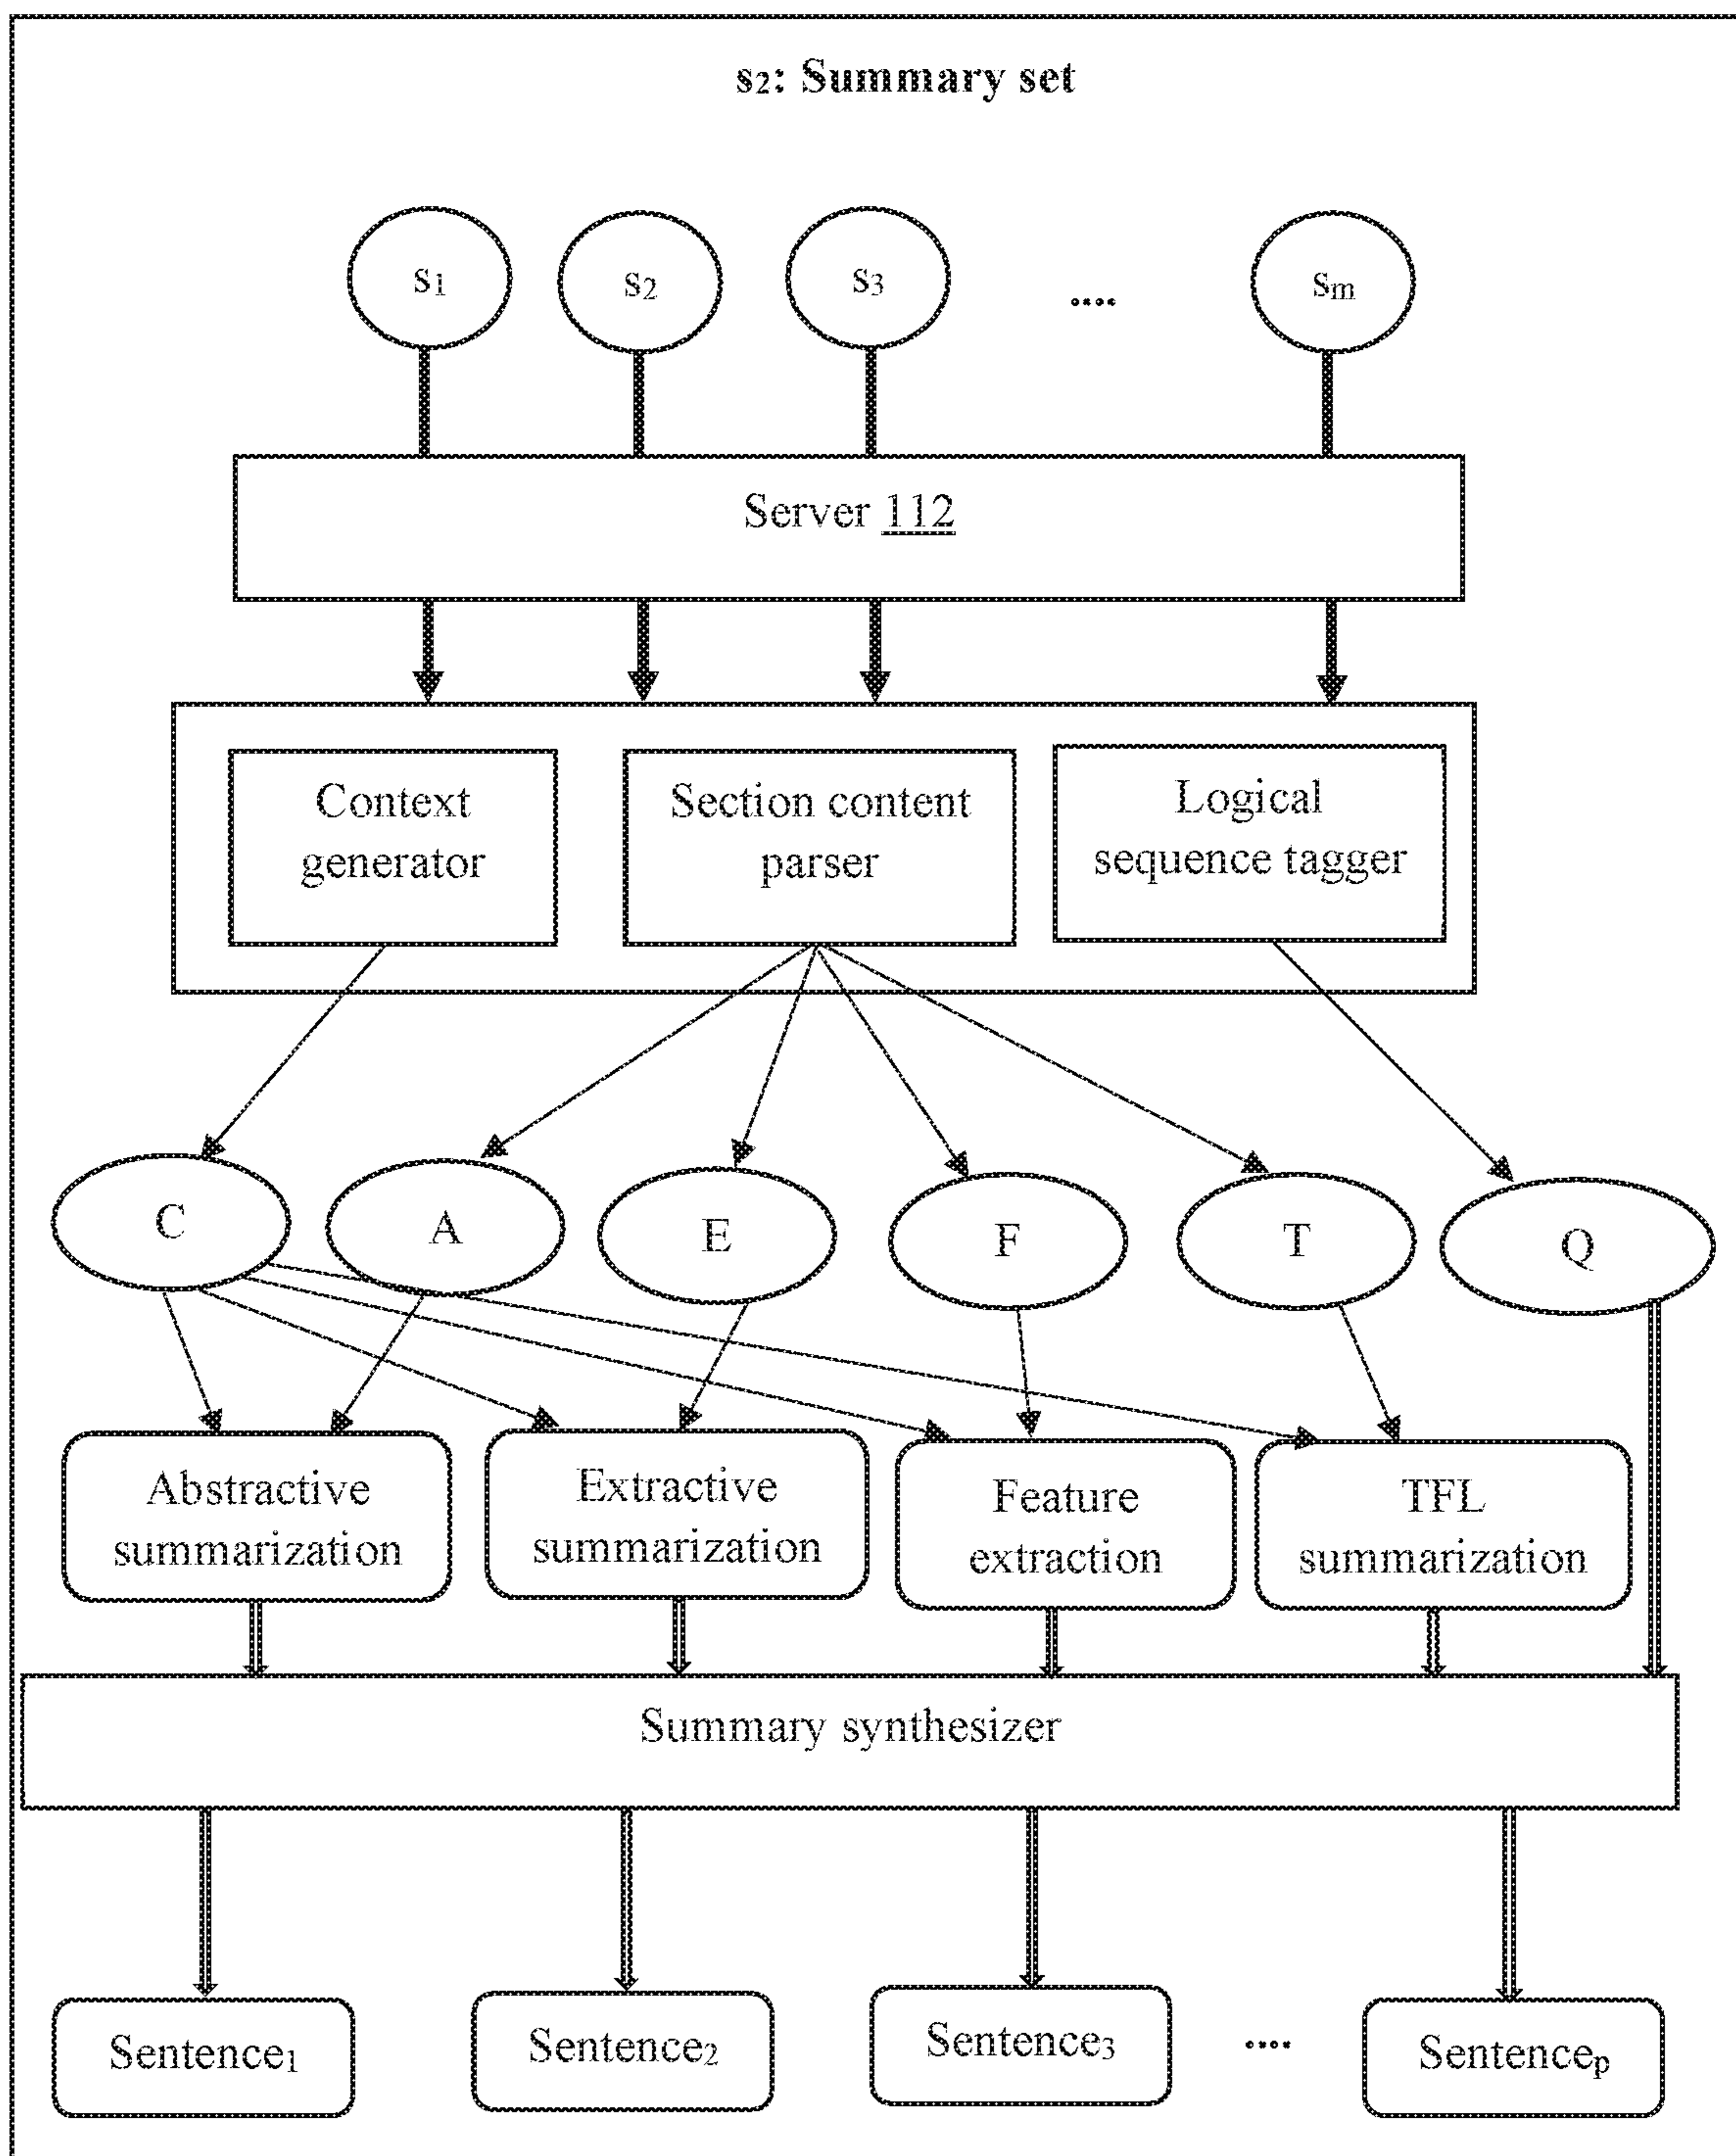 s₂: Summary set
s₁ s₂ s₃ .... sₘ
Server 112
Context
generator
Section content
parser
Logical
sequence tagger
C A E F T Q
Abstractive
summarization
Extractive
summarization
Feature
extraction
TFL
summarization
Summary synthesizer
Sentence₁ Sentence₂ Sentence₃ .... Sentenceₚ